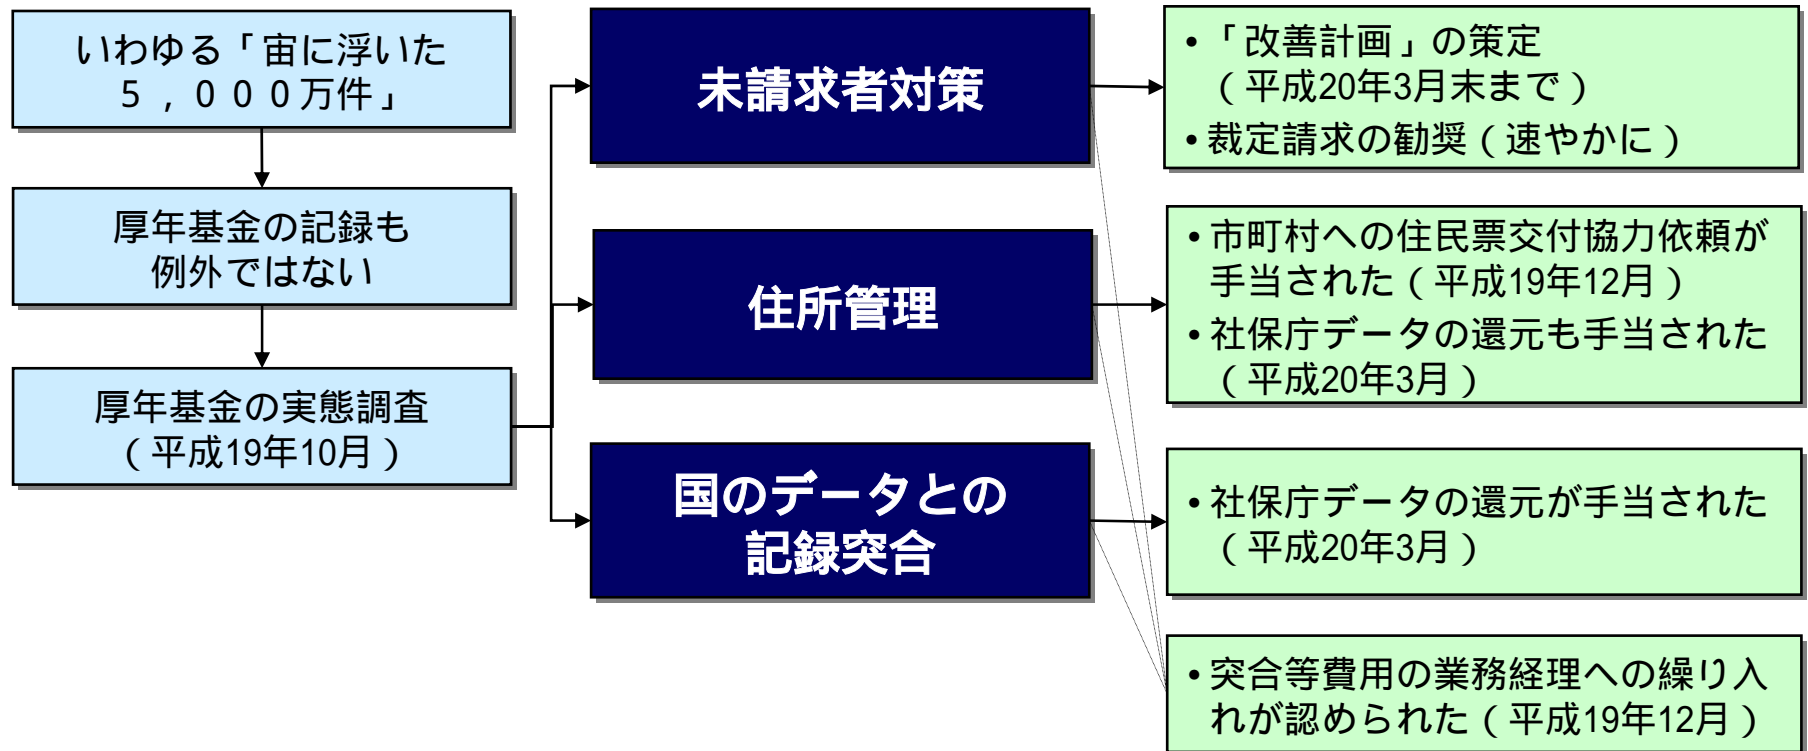 いわゆる「宙に浮いた
５，０００万件」
厚年基金の記録も
例外ではない
厚年基金の実態調査
（平成19年10月）
未請求者対策
住所管理
国のデータとの
記録突合
•「改善計画」の策定
（平成20年3月末まで）
•裁定請求の勧奨（速やかに）
•市町村への住民票交付協力依頼が
手当された（平成19年12月）
•社保庁データの還元も手当された
（平成20年3月）
•社保庁データの還元が手当された
（平成20年3月）
•突合等費用の業務経理への繰り入
れが認められた（平成19年12月）